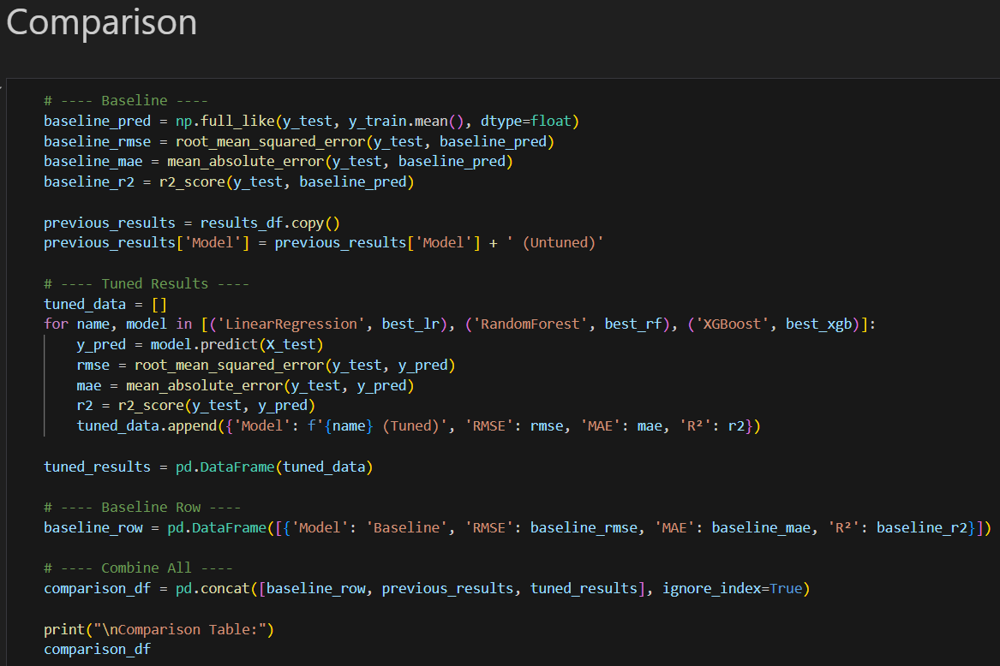 Comparison
# ---- Baseline ----
baseline_pred = np.full_like(y_test, y_train.mean(), dtype=float)
baseline_rmse = root_mean_squared_error(y_test, baseline_pred)
baseline_mae = mean_absolute_error(y_test, baseline_pred)
baseline_r2 = r2_score(y_test, baseline_pred)
previous_results = results_df.copy()
previous_results['Model'] = previous_results['Model'] + ' (Untuned)'
# ---- Tuned Results ----
tuned_data = []
for name, model in [('LinearRegression', best_lr), ('RandomForest', best_rf), ('XGBoost', best_xgb)]:
    y_pred = model.predict(X_test)
    rmse = root_mean_squared_error(y_test, y_pred)
    mae = mean_absolute_error(y_test, y_pred)
    r2 = r2_score(y_test, y_pred)
    tuned_data.append({'Model': f'{name} (Tuned)', 'RMSE': rmse, 'MAE': mae, 'R²': r2})
tuned_results = pd.DataFrame(tuned_data)
# ---- Baseline Row ----
baseline_row = pd.DataFrame([{'Model': 'Baseline', 'RMSE': baseline_rmse, 'MAE': baseline_mae, 'R²': baseline_r2}])
# ---- Combine All ----
comparison_df = pd.concat([baseline_row, previous_results, tuned_results], ignore_index=True)
print("\nComparison Table:")
comparison_df